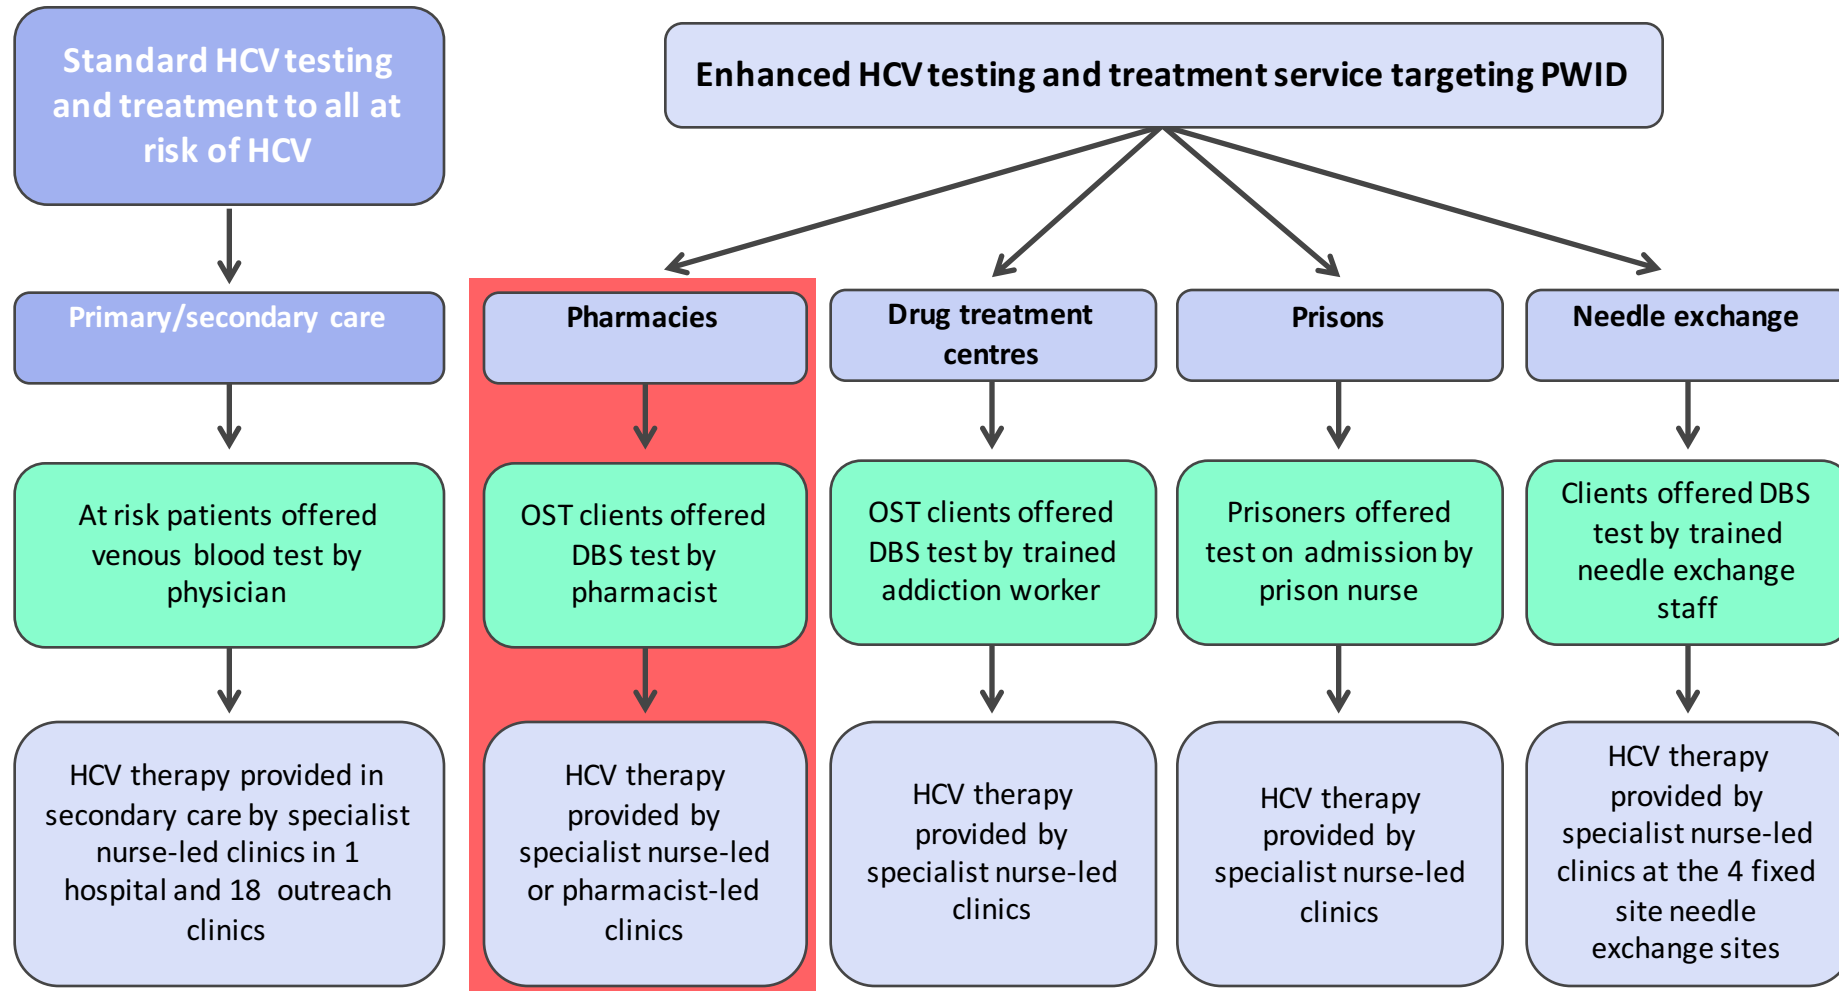 Standard HCV testing
and treatment to all at
risk of HCV
Enhanced HCV testing and treatment service targeting PWID
Primary/secondary care
Pharmacies
Drug treatment
centres
Prisons
Needle exchange
At risk patients offered
venous blood test by
physician
OST clients offered
DBS test by
pharmacist
OST clients offered
DBS test by trained
addiction worker
Prisoners offered
test on admission by
prison nurse
Clients offered DBS
test by trained
needle exchange
staff
HCV therapy provided in
secondary care by specialist
nurse-led clinics in 1
hospital and 18 outreach
clinics
HCV therapy
provided by
specialist nurse-led
or pharmacist-led
clinics
HCV therapy
provided by
specialist nurse-led
clinics
HCV therapy
provided by
specialist nurse-led
clinics
HCV therapy
provided by
specialist nurse-led
clinics at the 4 fixed
site needle
exchange sites